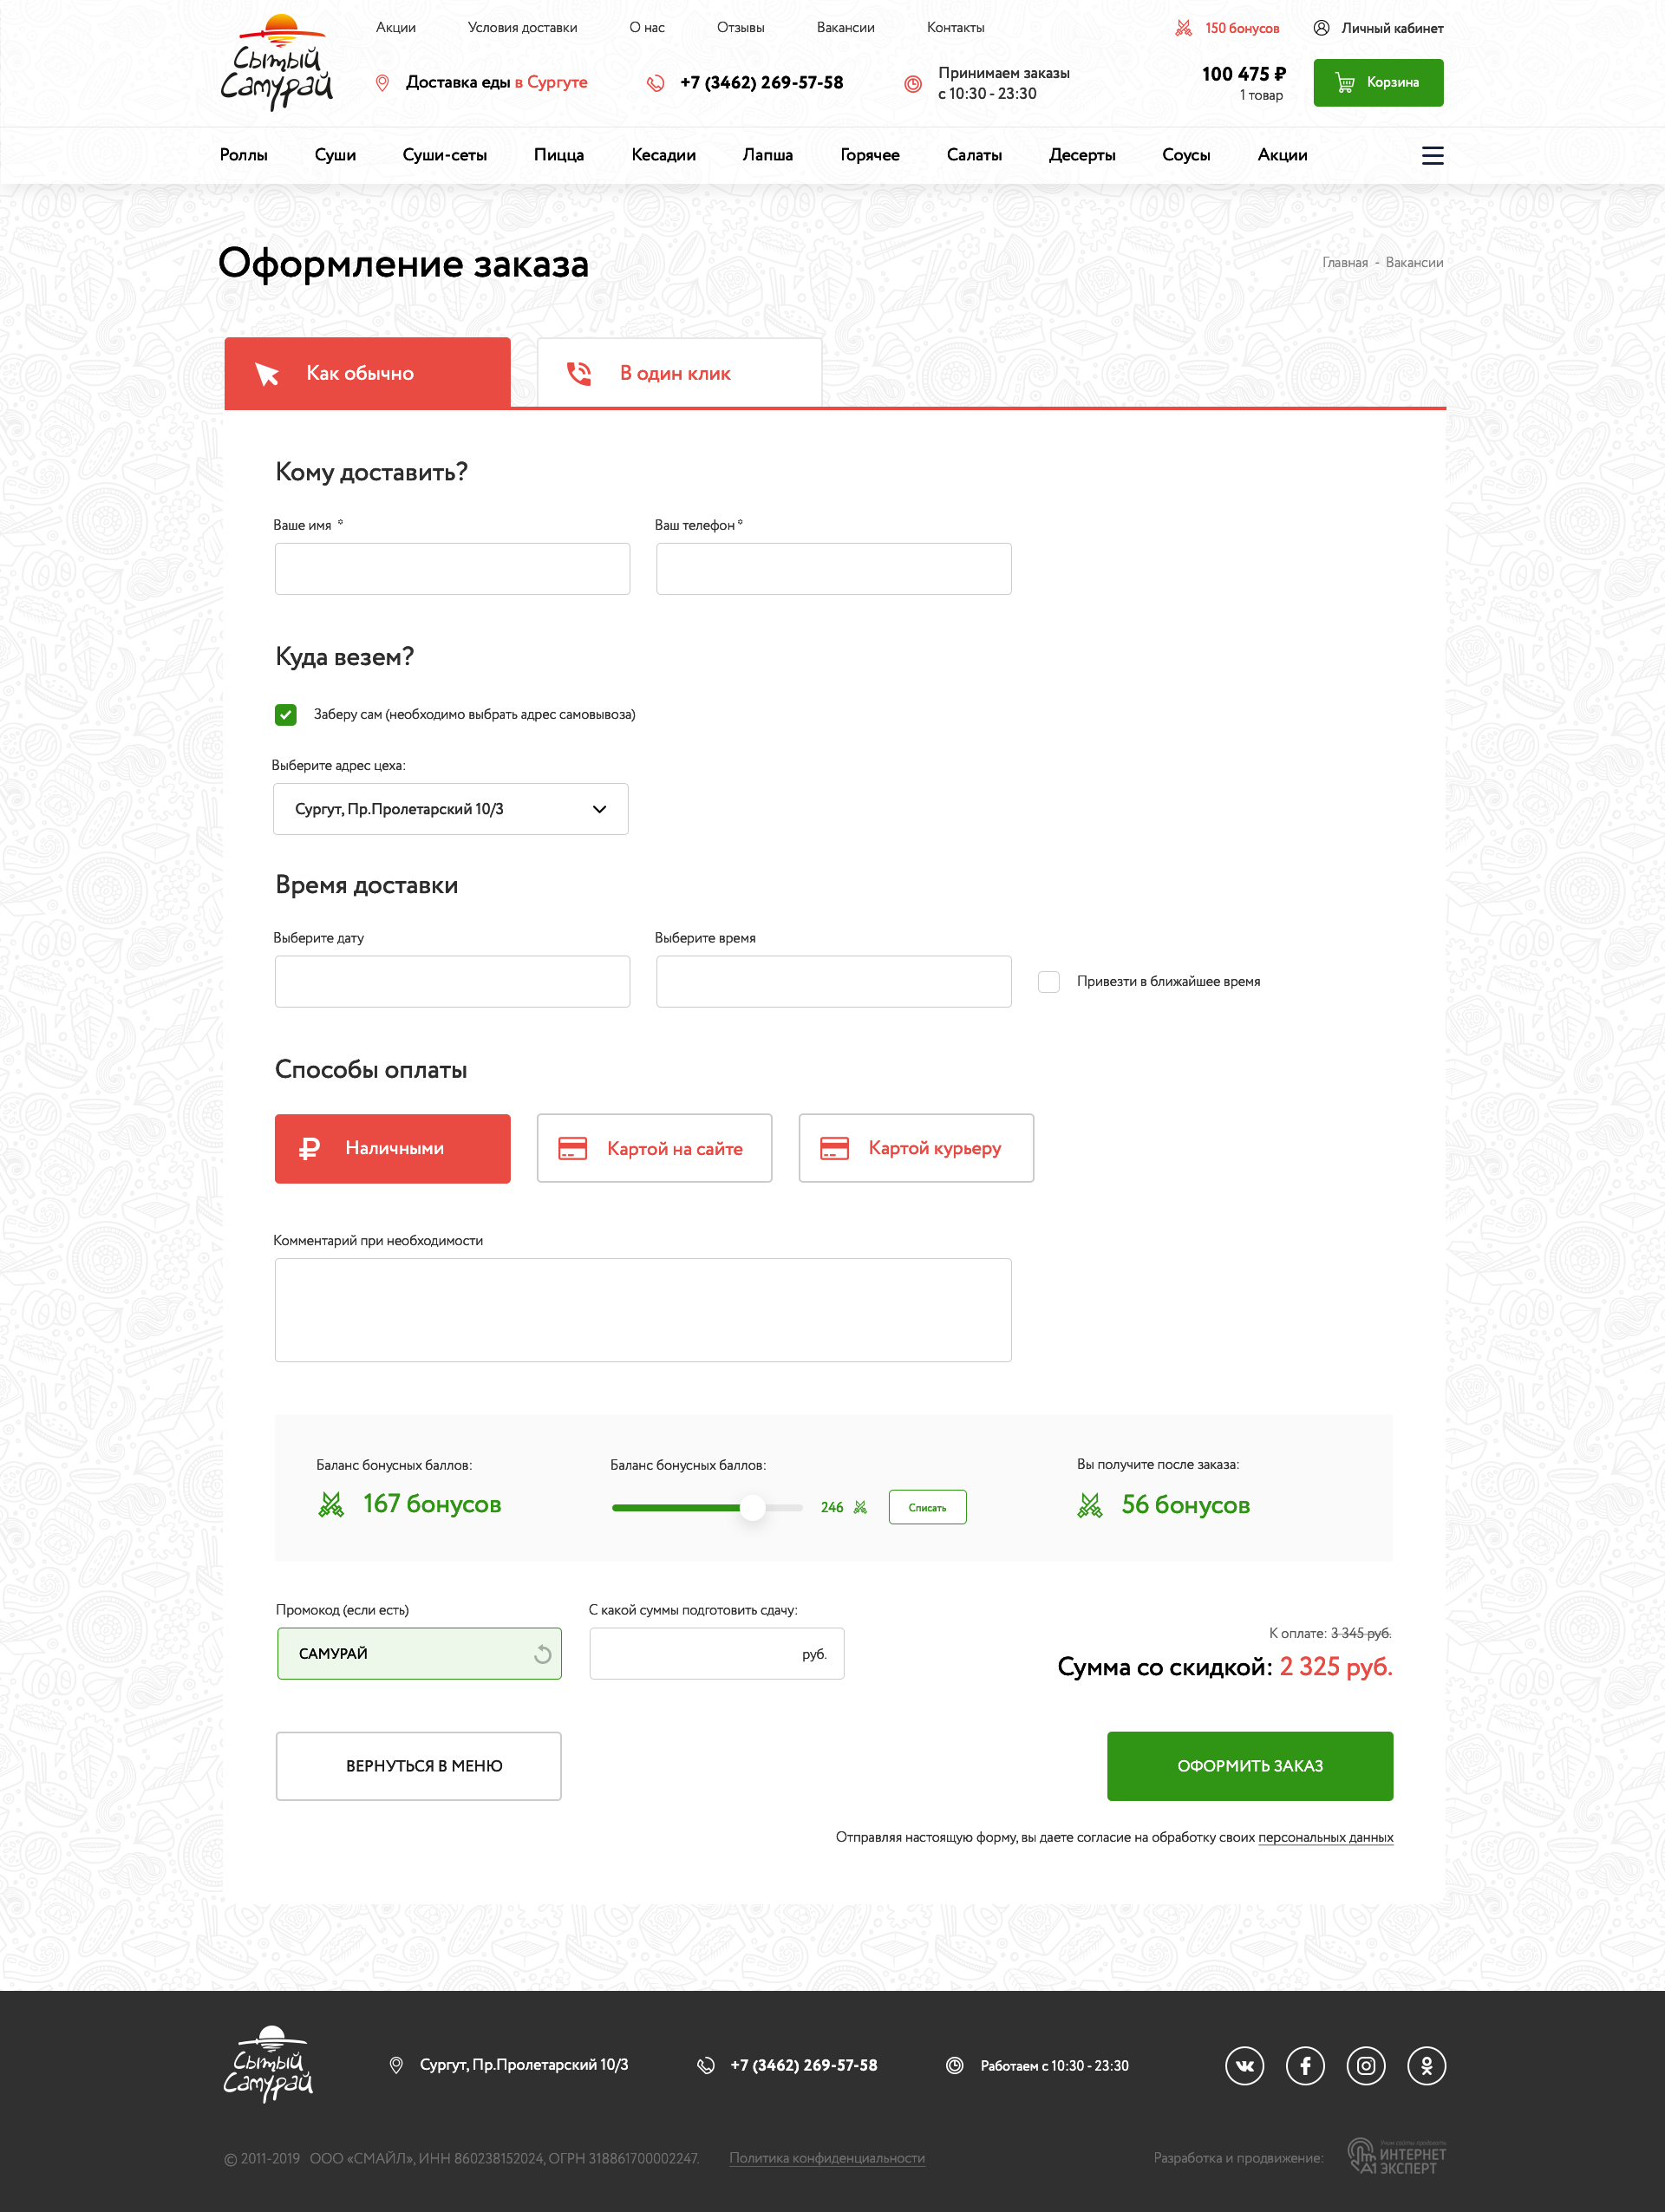 Акции Условия доставки О нас Отзывы Вакансии Контакты 150 бонусов Личный кабинет
Сытый
Самурай
Доставка еды в Сургуте +7 (3462) 269-57-58
Принимаем заказы
с 10:30 - 23:30
100 475 ₽
1 товар
Корзина
Роллы Суши Суши-сеты Пицца Кесадии Лапша Горячее Салаты Десерты Соусы Акции
Оформление заказа
Главная - Вакансии
Как обычно В один клик
Кому доставить?
Ваше имя * Ваш телефон *
Куда везем?
Заберу сам (необходимо выбрать адрес самовывоза)
Выберите адрес цеха:
Сургут, Пр.Пролетарский 10/3
Время доставки
Выберите дату Выберите время
Привезти в ближайшее время
Способы оплаты
Наличными Картой на сайте Картой курьеру
Комментарий при необходимости
Баланс бонусных баллов: Баланс бонусных баллов: Вы получите после заказа:
167 бонусов 246 Списать 56 бонусов
Промокод (если есть) С какой суммы подготовить сдачу:
САМУРАЙ руб.
К оплате: 3 345 руб.
Сумма со скидкой: 2 325 руб.
ВЕРНУТЬСЯ В МЕНЮ ОФОРМИТЬ ЗАКАЗ
Отправляя настоящую форму, вы даете согласие на обработку своих персональных данных
Сытый
Самурай
Сургут, Пр.Пролетарский 10/3 +7 (3462) 269-57-58 Работаем с 10:30 - 23:30
© 2011-2019 ООО «СМАЙЛ», ИНН 860238152024, ОГРН 318861700002247. Политика конфиденциальности Разработка и продвижение:
ИНТЕРНЕТ
ЭКСПЕРТ